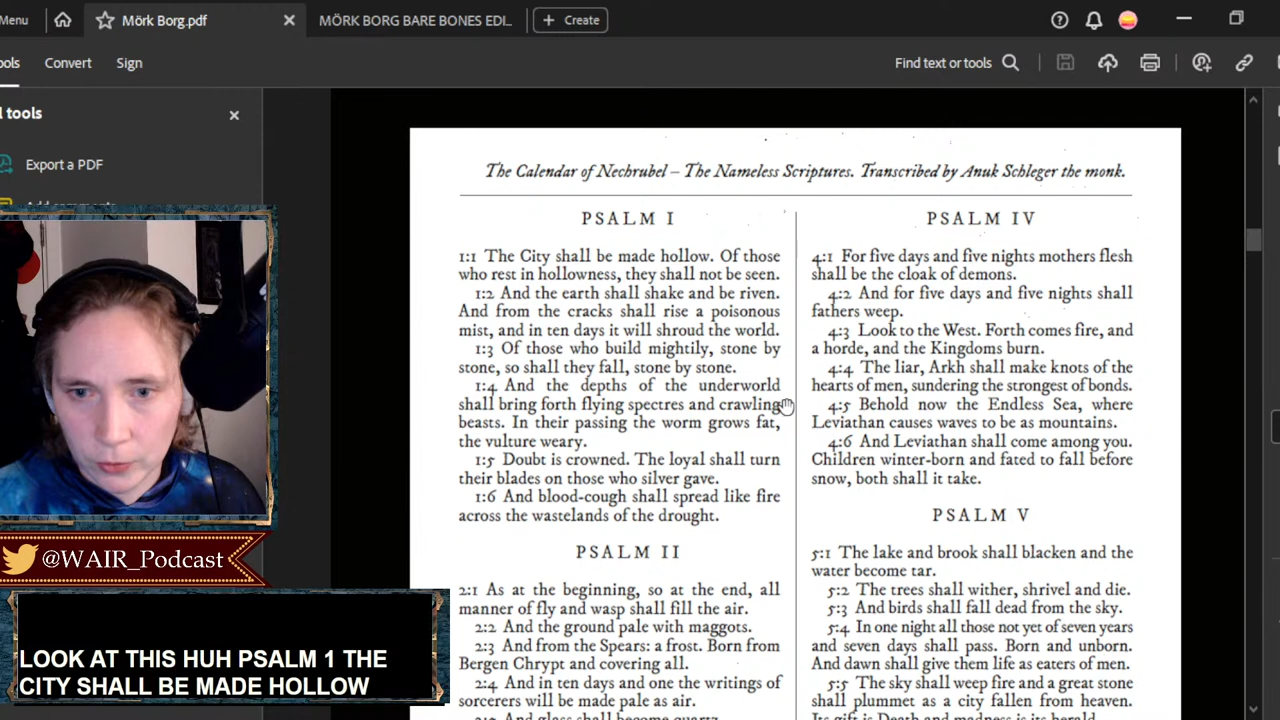 Menu
Mörk Borg.pdf
MÖRK BORG BARE BONES EDI...
Create
ools
Convert
Sign
Find text or tools
l tools
Export a PDF
The Calendar of Nechrubel – The Nameless Scriptures. Transcribed by Anuk Schleger the monk.
PSALM I
1:1 The City shall be made hollow. Of those
who rest in hollowness, they shall not be seen.
1:2 And the earth shall shake and be riven.
And from the cracks shall rise a poisonous
mist, and in ten days it will shroud the world.
1:3 Of those who build mightily, stone by
stone, so shall they fall, stone by stone.
1:4 And the depths of the underworld
shall bring forth flying spectres and crawling
beasts. In their passing the worm grows fat,
the vulture weary.
1:5 Doubt is crowned. The loyal shall turn
their blades on those who silver gave.
1:6 And blood-cough shall spread like fire
across the wastelands of the drought.
PSALM II
2:1 As at the beginning, so at the end, all
manner of fly and wasp shall fill the air.
2:2 And the ground pale with maggots.
2:3 And from the Spears: a frost. Born from
Bergen Chrypt and covering all.
2:4 And in ten days and one the writings of
sorcerers will be made pale as air.
PSALM IV
4:1 For five days and five nights mothers flesh
shall be the cloak of demons.
4:2 And for five days and five nights shall
fathers weep.
4:3 Look to the West. Forth comes fire, and
a horde, and the Kingdoms burn.
4:4 The liar, Arkh shall make knots of the
hearts of men, sundering the strongest of bonds.
4:5 Behold now the Endless Sea, where
Leviathan causes waves to be as mountains.
4:6 And Leviathan shall come among you.
Children winter-born and fated to fall before
snow, both shall it take.
PSALM V
5:1 The lake and brook shall blacken and the
water become tar.
5:2 The trees shall wither, shrivel and die.
5:3 And birds shall fall dead from the sky.
5:4 In one night all those not yet of seven years
and seven days shall pass. Born and unborn.
And dawn shall give them life as eaters of men.
5:5 The sky shall weep fire and a great stone
shall plummet as a city fallen from heaven.
Its gift is Death and madness is its herald.
@WAIR_Podcast
LOOK AT THIS HUH PSALM 1 THE
CITY SHALL BE MADE HOLLOW